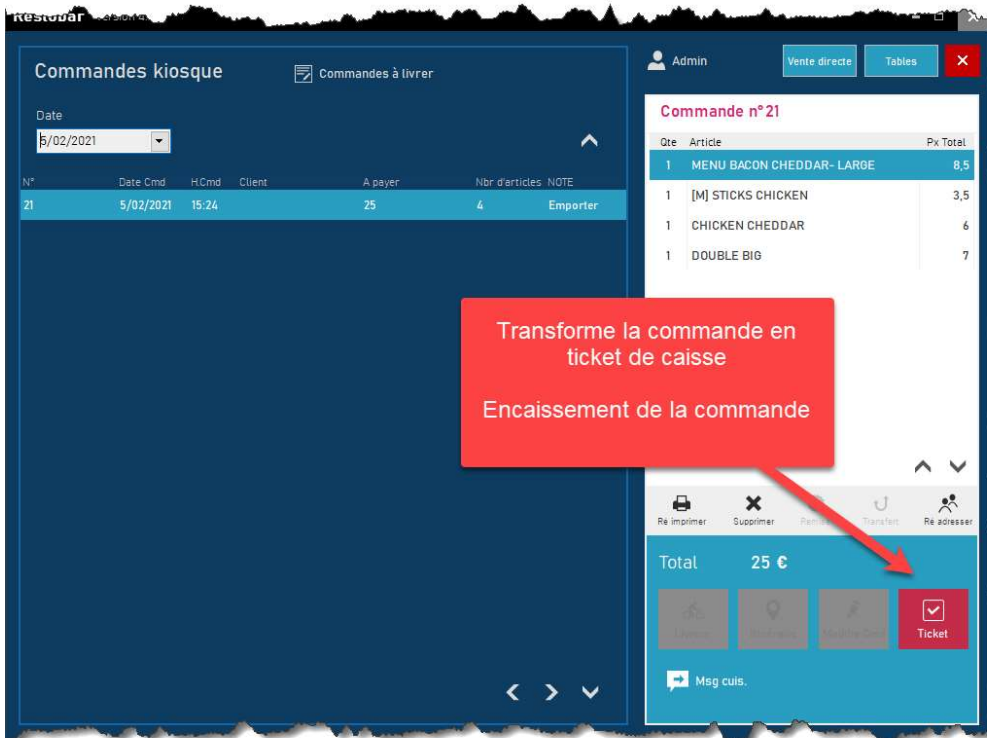 Restobar
Commandes kiosque
Commandes à livrer
Date
5/02/2021
N° Date Cmd H.Cmd Client A payer Nbr d'articles NOTE
21 5/02/2021 15:24 25 4 Emporter
Admin
Vente directe
Tables
Commande n° 21
Qte Article Px Total
1 MENU BACON CHEDDAR- LARGE 8,5
1 [M] STICKS CHICKEN 3,5
1 CHICKEN CHEDDAR 6
1 DOUBLE BIG 7
Transforme la commande en
ticket de caisse
Encaissement de la commande
Re imprimer
Supprimer
Transfert
Re adresser
Total 25 €
Ticket
Msg cuis.